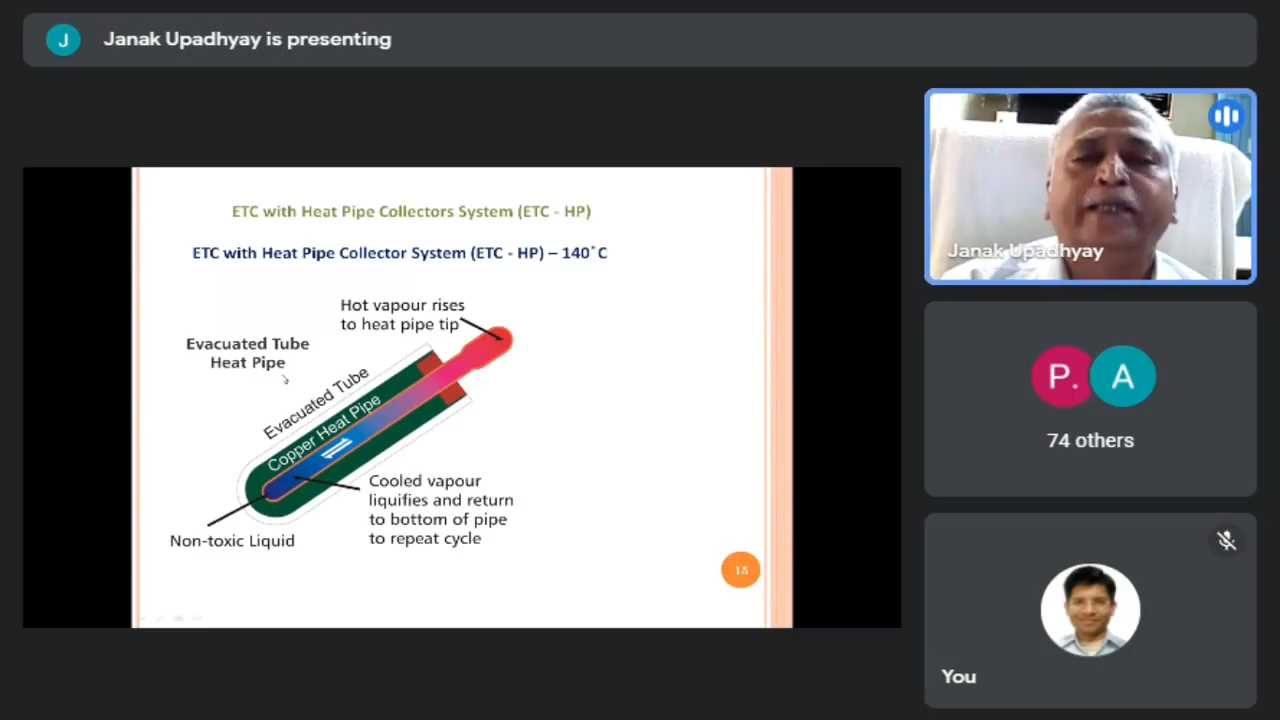 J
Janak Upadhyay is presenting
ETC with Heat Pipe Collectors System (ETC - HP)
ETC with Heat Pipe Collector System (ETC - HP) – 140˚C
Hot vapour rises
to heat pipe tip
Evacuated Tube
Heat Pipe
Evacuated Tube
Copper Heat Pipe
Cooled vapour
liquifies and return
to bottom of pipe
to repeat cycle
Non-toxic Liquid
15
Janak Upadhyay
P.
A
74 others
You